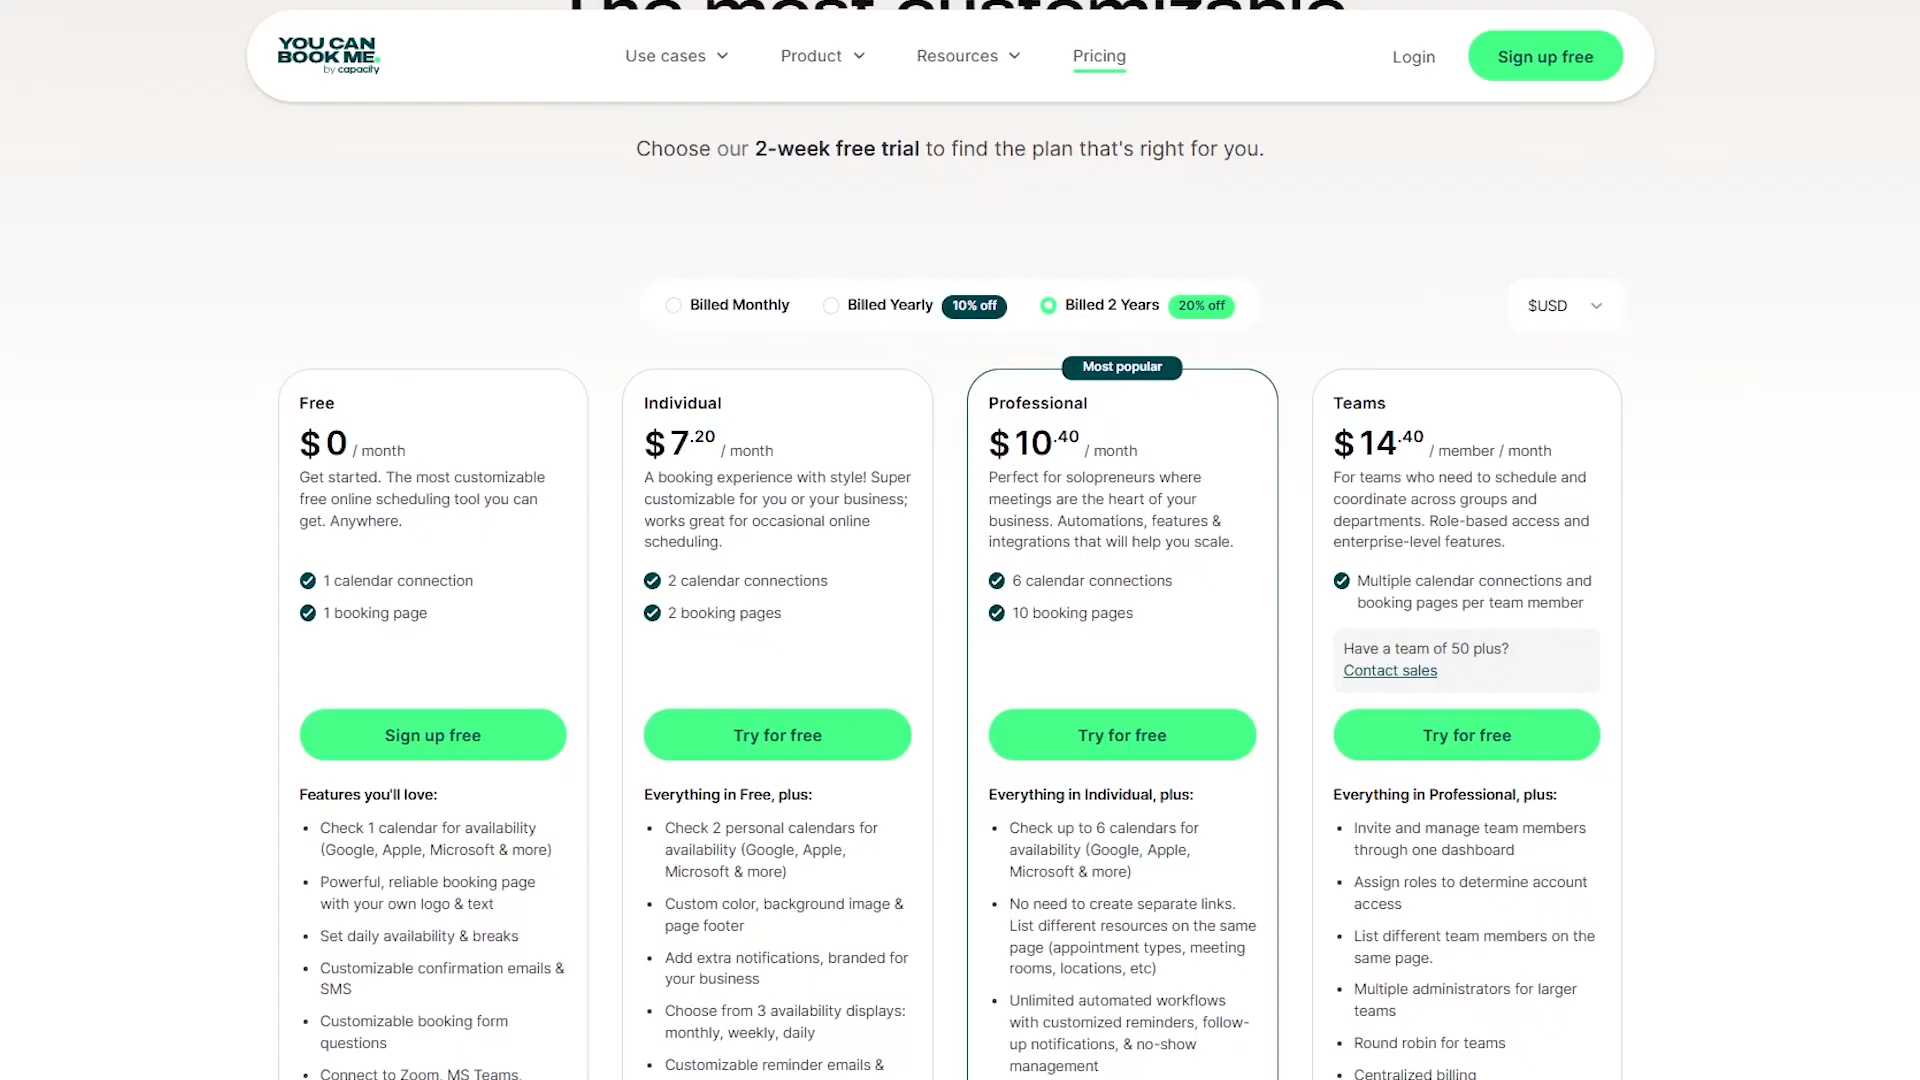 The most customizable
YOU CAN
BOOK ME.
by capacity
Use cases
Product
Resources
Pricing
Login
Sign up free
Choose our 2-week free trial to find the plan that's right for you.
Billed Monthly
Billed Yearly 10% off
Billed 2 Years 20% off
$USD
Most popular
Free
$0 / month
Get started. The most customizable
free online scheduling tool you can
get. Anywhere.
1 calendar connection
1 booking page
Sign up free
Features you'll love:
• Check 1 calendar for availability
(Google, Apple, Microsoft & more)
• Powerful, reliable booking page
with your own logo & text
• Set daily availability & breaks
• Customizable confirmation emails &
SMS
• Customizable booking form
questions
• Connect to Zoom, MS Teams,
Individual
$7.20 / month
A booking experience with style! Super
customizable for you or your business;
works great for occasional online
scheduling.
2 calendar connections
2 booking pages
Try for free
Everything in Free, plus:
• Check 2 personal calendars for
availability (Google, Apple,
Microsoft & more)
• Custom color, background image &
page footer
• Add extra notifications, branded for
your business
• Choose from 3 availability displays:
monthly, weekly, daily
• Customizable reminder emails &
Professional
$10.40 / month
Perfect for solopreneurs where
meetings are the heart of your
business. Automations, features &
integrations that will help you scale.
6 calendar connections
10 booking pages
Try for free
Everything in Individual, plus:
• Check up to 6 calendars for
availability (Google, Apple,
Microsoft & more)
• No need to create separate links.
List different resources on the same
page (appointment types, meeting
rooms, locations, etc)
• Unlimited automated workflows
with customized reminders, follow-
up notifications, & no-show
management
Teams
$14.40 / member / month
For teams who need to schedule and
coordinate across groups and
departments. Role-based access and
enterprise-level features.
Multiple calendar connections and
booking pages per team member
Have a team of 50 plus?
Contact sales
Try for free
Everything in Professional, plus:
• Invite and manage team members
through one dashboard
• Assign roles to determine account
access
• List different team members on the
same page.
• Multiple administrators for larger
teams
• Round robin for teams
• Centralized billing